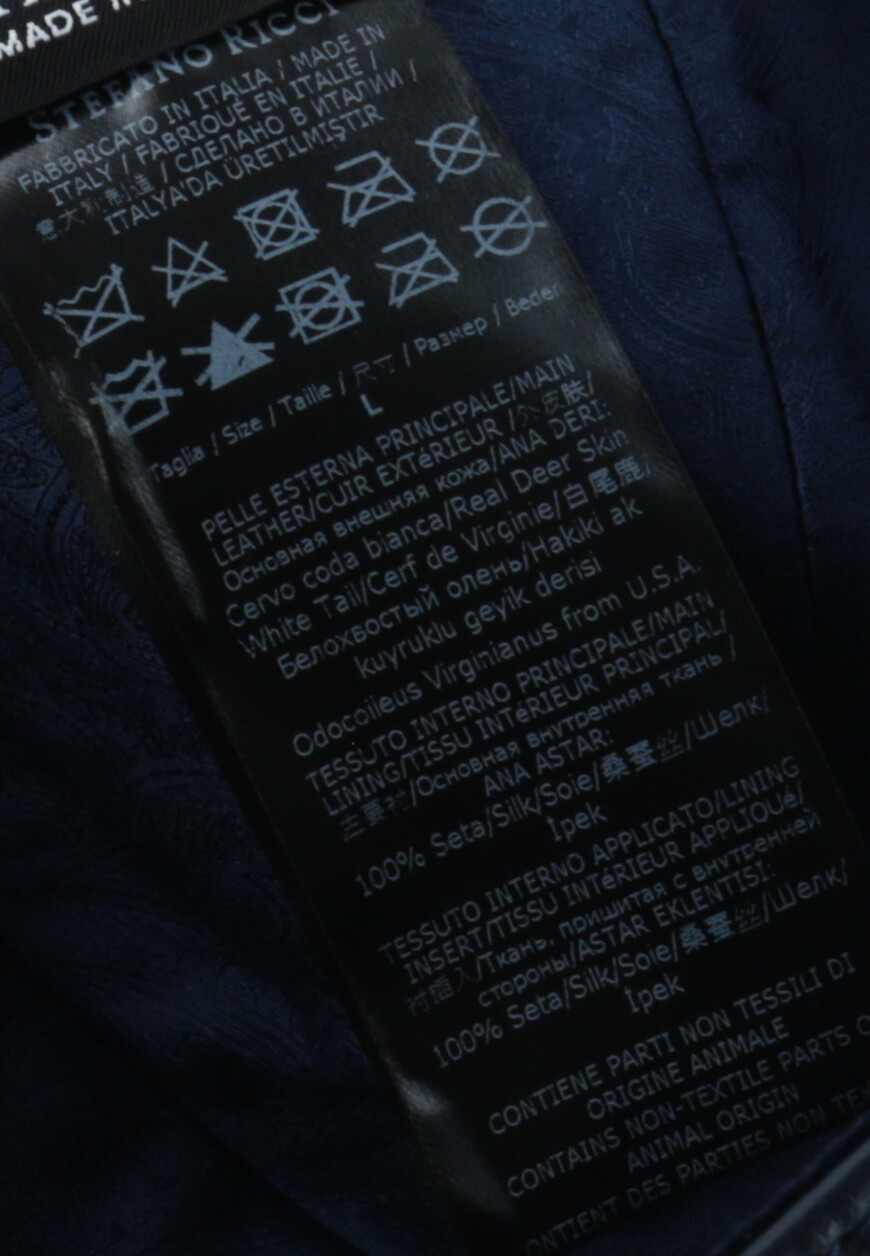 MADE
STEFANO RICCI
FABBRICATO IN ITALIA / MADE IN
ITALY / FABRIQUÉ EN ITALIE /
意大利制造 / СДЕЛАНО В ИТАЛИИ /
ITALYA'DA ÜRETILMIŞTIR
Taglia / Size / Taille / 尺寸 / Размер / Beder
L
PELLE ESTERNA PRINCIPALE/MAIN
LEATHER/CUIR EXTéRIEUR /外皮肤/
Основная внешняя кожа/ANA DERI:
Cervo coda bianca/Real Deer Skin
White Tail/Cerf de Virginie/白尾鹿/
Белохвостый олень/Hakiki ak
kuyruklu geyik derisi
Odocoileus Virginianus from U.S.A.
TESSUTO INTERNO PRINCIPALE/MAIN
LINING/TISSU INTéRIEUR PRINCIPAL/
主要衬/Основная внутренняя ткань /
ANA ASTAR:
100% Seta/Silk/Soie/桑蚕丝/Шелк/
İpek
TESSUTO INTERNO APPLICATO/LINING
INSERT/TISSU INTéRIEUR APPLIQUé/
衬插入/Ткань, пришитая с внутренней
стороны/ASTAR EKLENTISI:
100% Seta/Silk/Soie/桑蚕丝/Шелк/
İpek
CONTIENE PARTI NON TESSILI DI
ORIGINE ANIMALE
CONTAINS NON-TEXTILE PARTS O
ANIMAL ORIGIN
ONTIENT DES PARTIES NON TEX